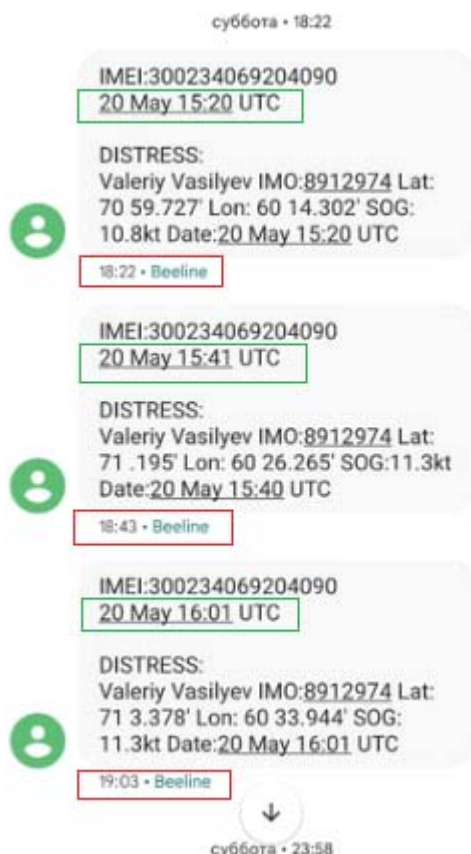 суббота • 18:22
IMEI:300234069204090
20 May 15:20 UTC
DISTRESS:
Valeriy Vasilyev IMO:8912974 Lat:
70 59.727' Lon: 60 14.302' SOG:
10.8kt Date:20 May 15:20 UTC
18:22 • Beeline
IMEI:300234069204090
20 May 15:41 UTC
DISTRESS:
Valeriy Vasilyev IMO:8912974 Lat:
71 .195' Lon: 60 26.265' SOG:11.3kt
Date:20 May 15:40 UTC
18:43 • Beeline
IMEI:300234069204090
20 May 16:01 UTC
DISTRESS:
Valeriy Vasilyev IMO:8912974 Lat:
71 3.378' Lon: 60 33.944' SOG:
11.3kt Date:20 May 16:01 UTC
19:03 • Beeline
суббота • 23:58